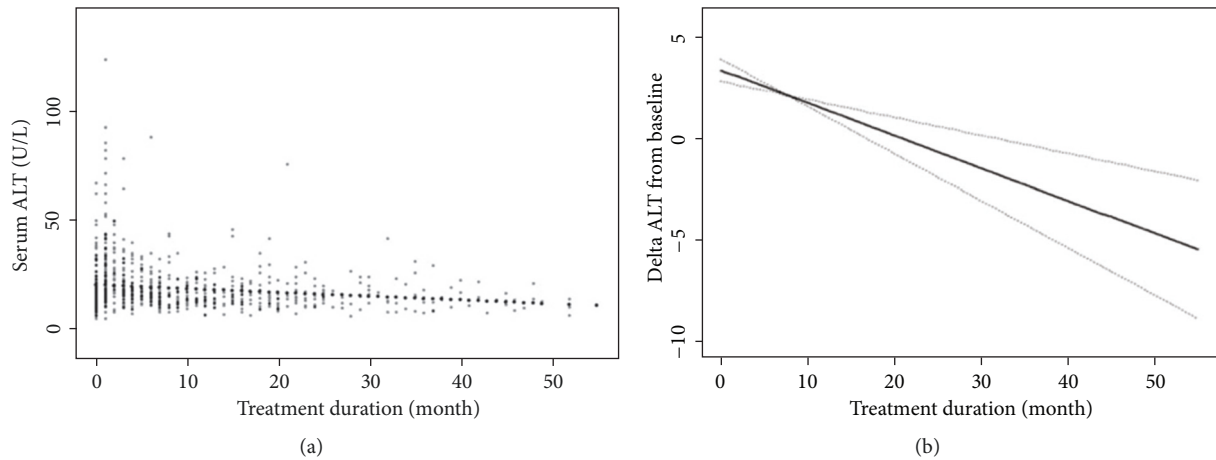 Serum ALT (U/L)
100
50
0
0 10 20 30 40 50
Treatment duration (month)
(a)
Delta ALT from baseline
5
0
−5
−10
0 10 20 30 40 50
Treatment duration (month)
(b)